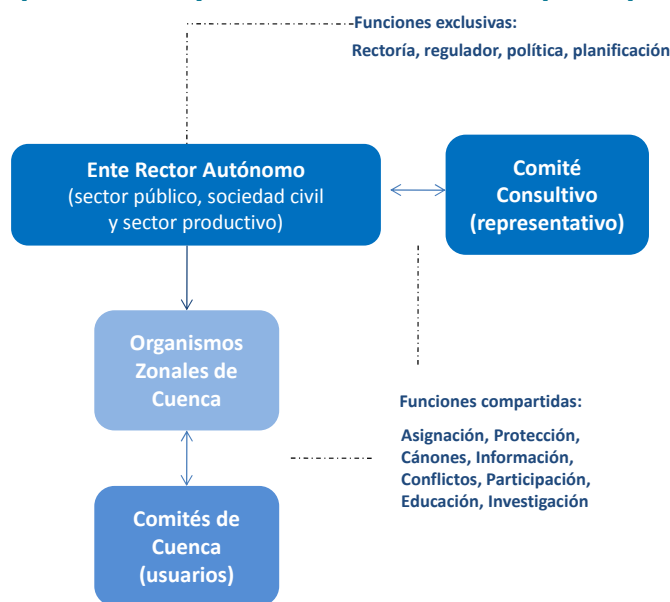 Funciones exclusivas:
Rectoría, regulador, política, planificación
Ente Rector Autónomo
(sector público, sociedad civil
y sector productivo)
Comité
Consultivo
(representativo)
Organismos
Zonales de
Cuenca
Funciones compartidas:
Asignación, Protección,
Cánones, Información,
Conflictos, Participación,
Educación, Investigación
Comités de
Cuenca
(usuarios)